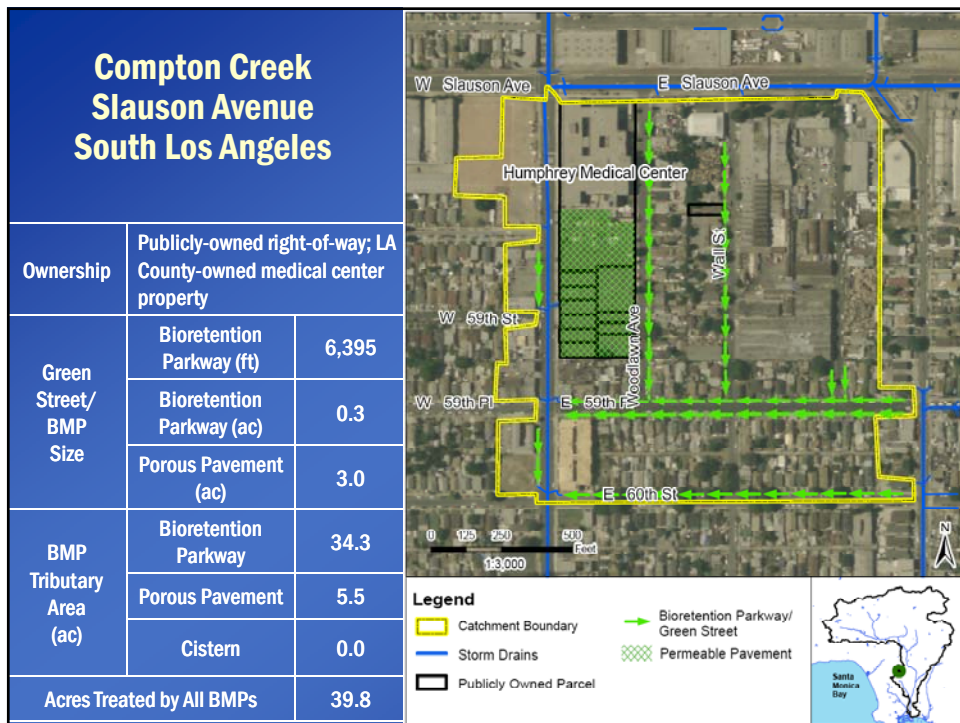 Compton Creek
Slauson Avenue
South Los Angeles
Ownership
Publicly-owned right-of-way; LA
County-owned medical center
property
Green
Street/
BMP
Size
Bioretention
Parkway (ft)
6,395
Bioretention
Parkway (ac)
0.3
Porous Pavement
(ac)
3.0
BMP
Tributary
Area
(ac)
Bioretention
Parkway
34.3
Porous Pavement
5.5
Cistern
0.0
Acres Treated by All BMPs
39.8
W Slauson Ave
E Slauson Ave
Humphrey Medical Center
Wall St
Woodlawn Ave
W 59th St
W 59th Pl
E 59th
E 60th St
0 125 250 500
Feet
1:3,000
N
Legend
Catchment Boundary
Storm Drains
Publicly Owned Parcel
Bioretention Parkway/
Green Street
Permeable Pavement
Santa
Monica
Bay